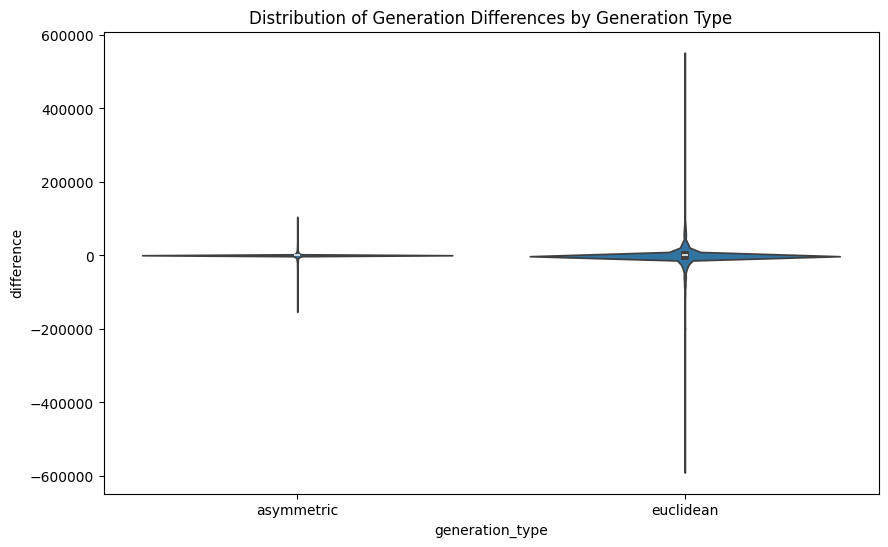 Distribution of Generation Differences by Generation Type
600000
400000
200000
0
−200000
−400000
−600000
difference
asymmetric
euclidean
generation_type